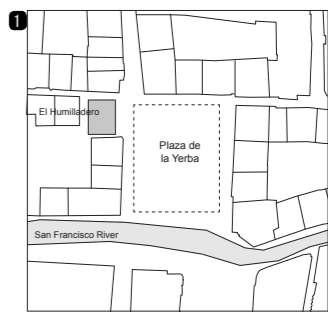 1
El Humilladero
Plaza de
la Yerba
San Francisco River